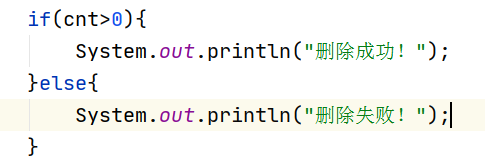 if(cnt>0){
    System.out.println("删除成功！");
}else{
    System.out.println("删除失败！");
}